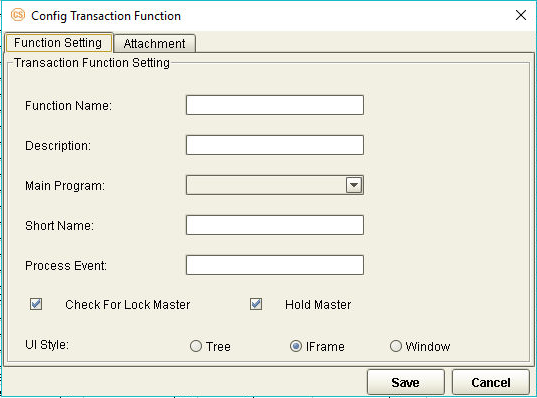 CS Config Transaction Function
Function Setting Attachment
Transaction Function Setting
Function Name:
Description:
Main Program:
Short Name:
Process Event:
Check For Lock Master Hold Master
UI Style: Tree IFrame Window
Save Cancel